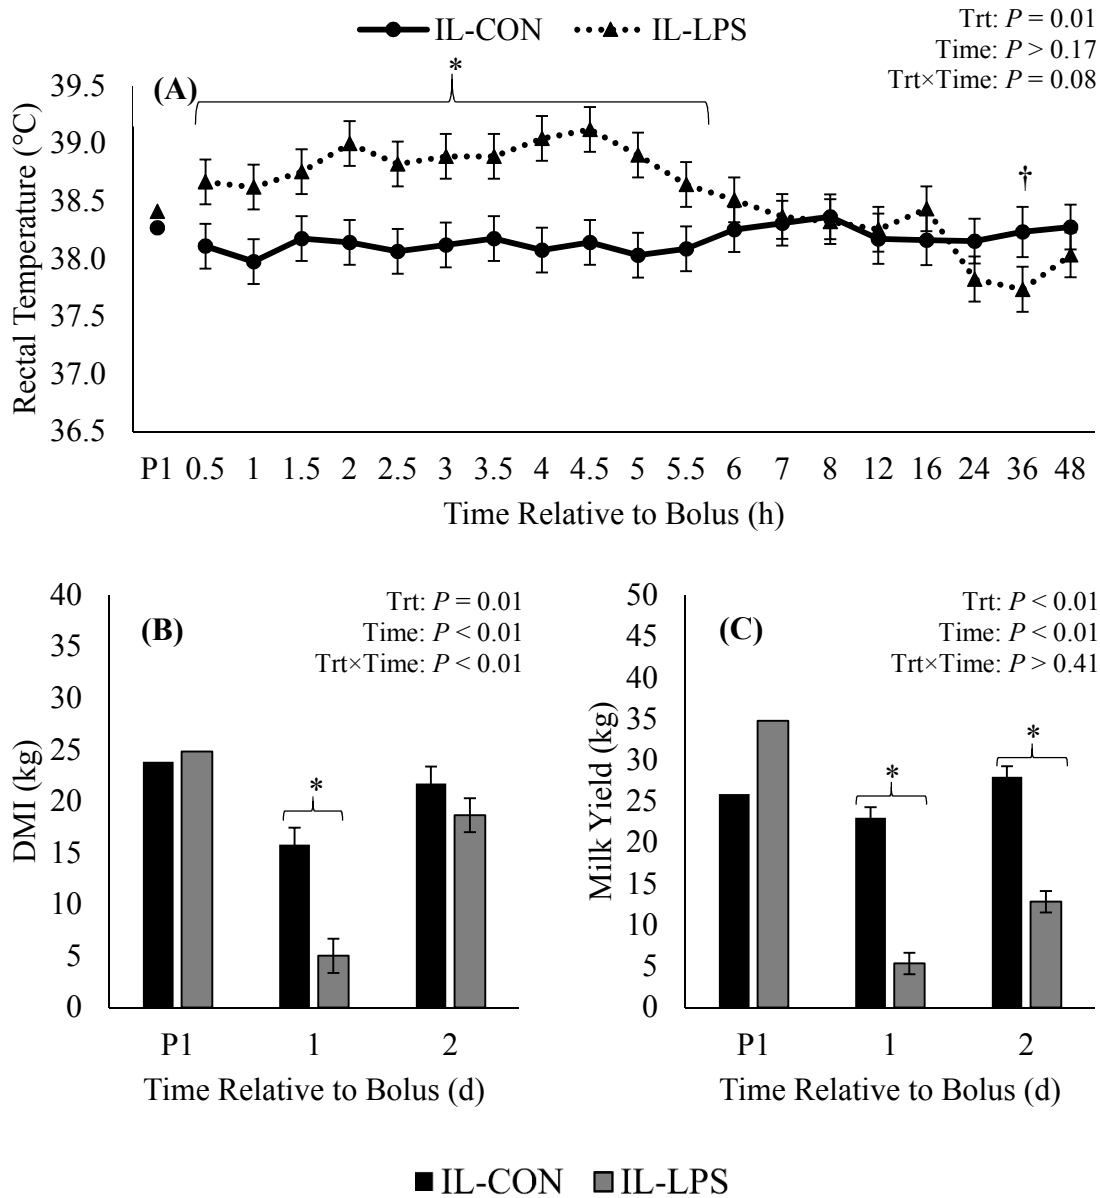 IL-CON IL-LPS
Trt: P = 0.01
Time: P > 0.17
Trt×Time: P = 0.08
(A)
*
†
39.5
39.0
38.5
38.0
37.5
37.0
36.5
Rectal Temperature (°C)
P1 0.5 1 1.5 2 2.5 3 3.5 4 4.5 5 5.5 6 7 8 12 16 24 36 48
Time Relative to Bolus (h)
(B)
Trt: P = 0.01
Time: P < 0.01
Trt×Time: P < 0.01
*
40
35
30
25
20
15
10
5
0
DMI (kg)
P1 1 2
Time Relative to Bolus (d)
(C)
Trt: P < 0.01
Time: P < 0.01
Trt×Time: P > 0.41
*
*
50
45
40
35
30
25
20
15
10
5
0
Milk Yield (kg)
P1 1 2
Time Relative to Bolus (d)
IL-CON IL-LPS